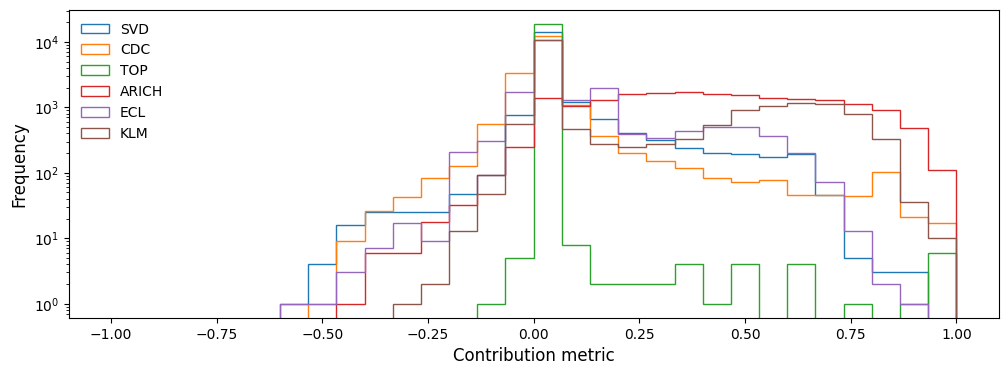 SVD
CDC
TOP
ARICH
ECL
KLM
Frequency
10⁴
10³
10²
10¹
10⁰
−1.00 −0.75 −0.50 −0.25 0.00 0.25 0.50 0.75 1.00
Contribution metric